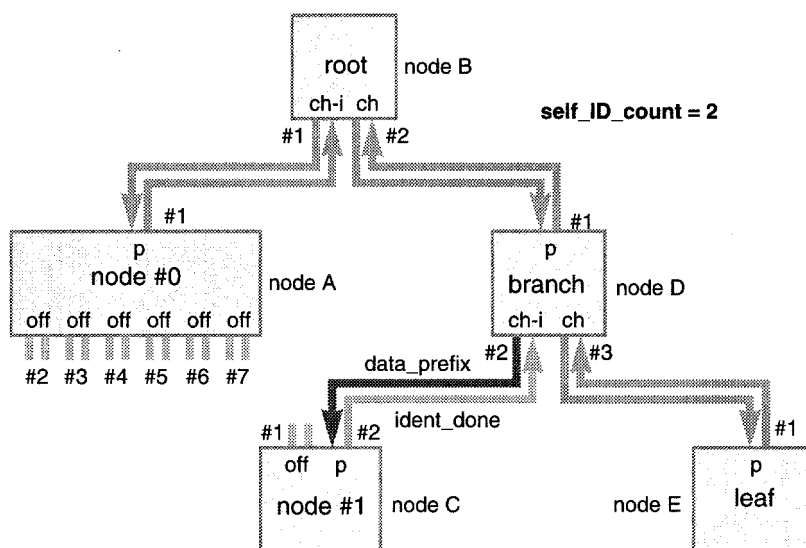 root
node B
ch-i ch
self_ID_count = 2
#1
#2
#1
#1
p
node #0
node A
off off off off off off
#2 #3 #4 #5 #6 #7
p
branch
node D
ch-i ch
#2
#3
data_prefix
ident_done
#1
#2
off p
node #1
node C
#1
p
leaf
node E